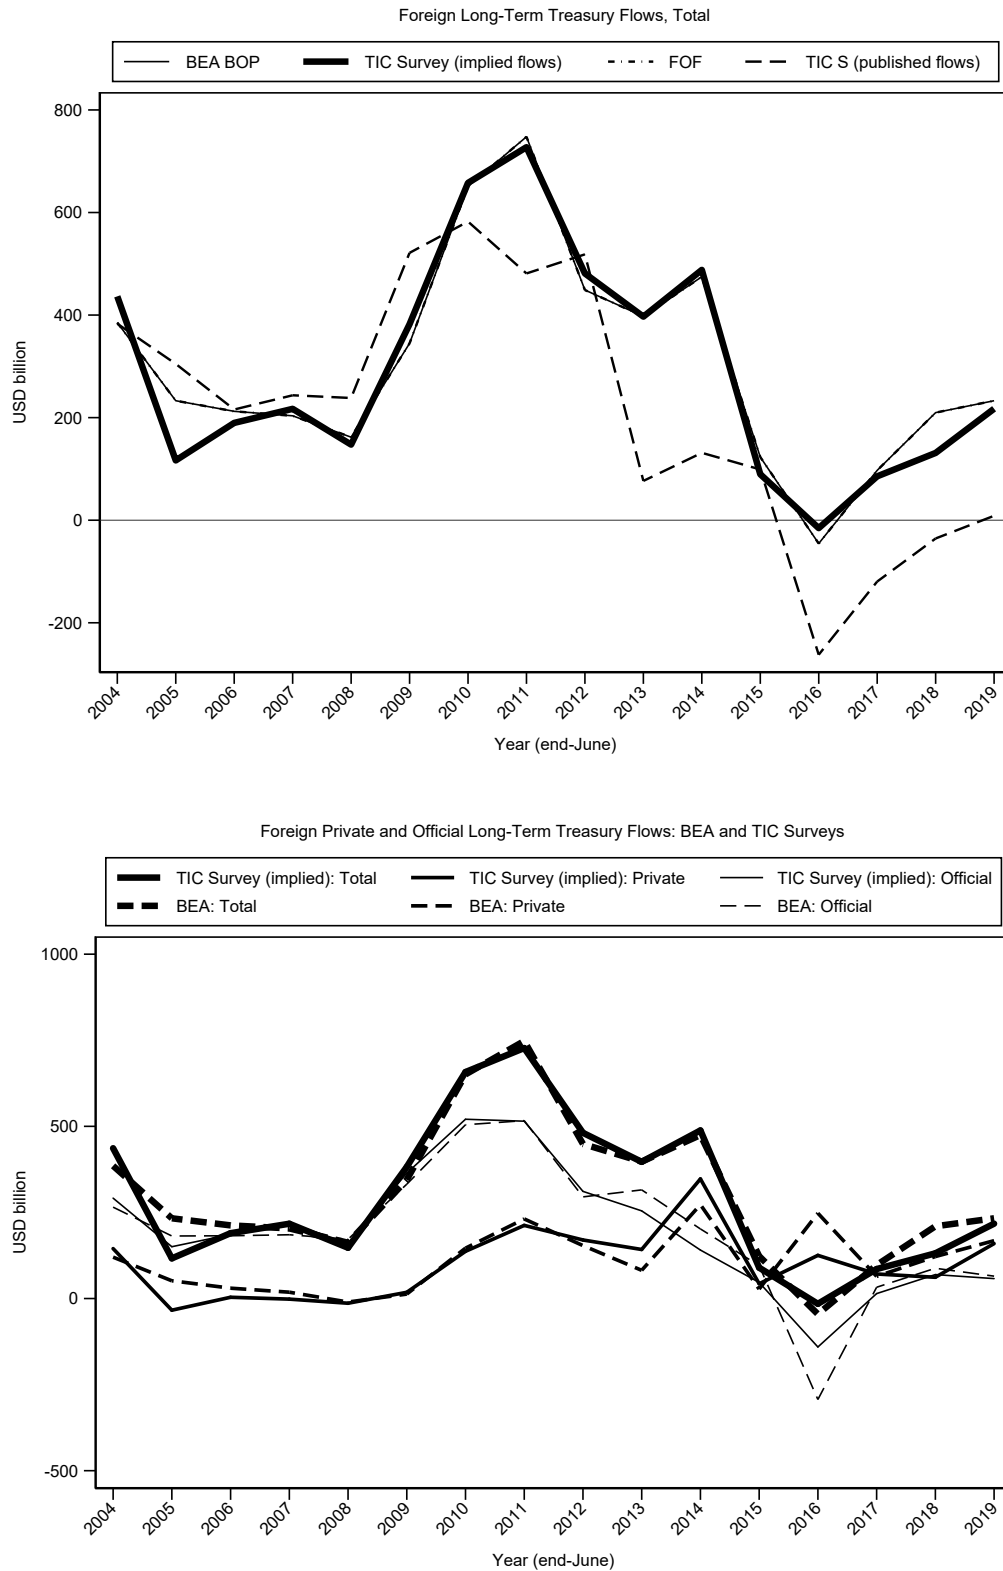 Foreign Long-Term Treasury Flows, Total
BEA BOP TIC Survey (implied flows) FOF TIC S (published flows)
800
600
400
200
0
-200
USD billion
2004 2005 2006 2007 2008 2009 2010 2011 2012 2013 2014 2015 2016 2017 2018 2019
Year (end-June)
Foreign Private and Official Long-Term Treasury Flows: BEA and TIC Surveys
TIC Survey (implied): Total TIC Survey (implied): Private TIC Survey (implied): Official
BEA: Total BEA: Private BEA: Official
1000
500
0
-500
USD billion
2004 2005 2006 2007 2008 2009 2010 2011 2012 2013 2014 2015 2016 2017 2018 2019
Year (end-June)